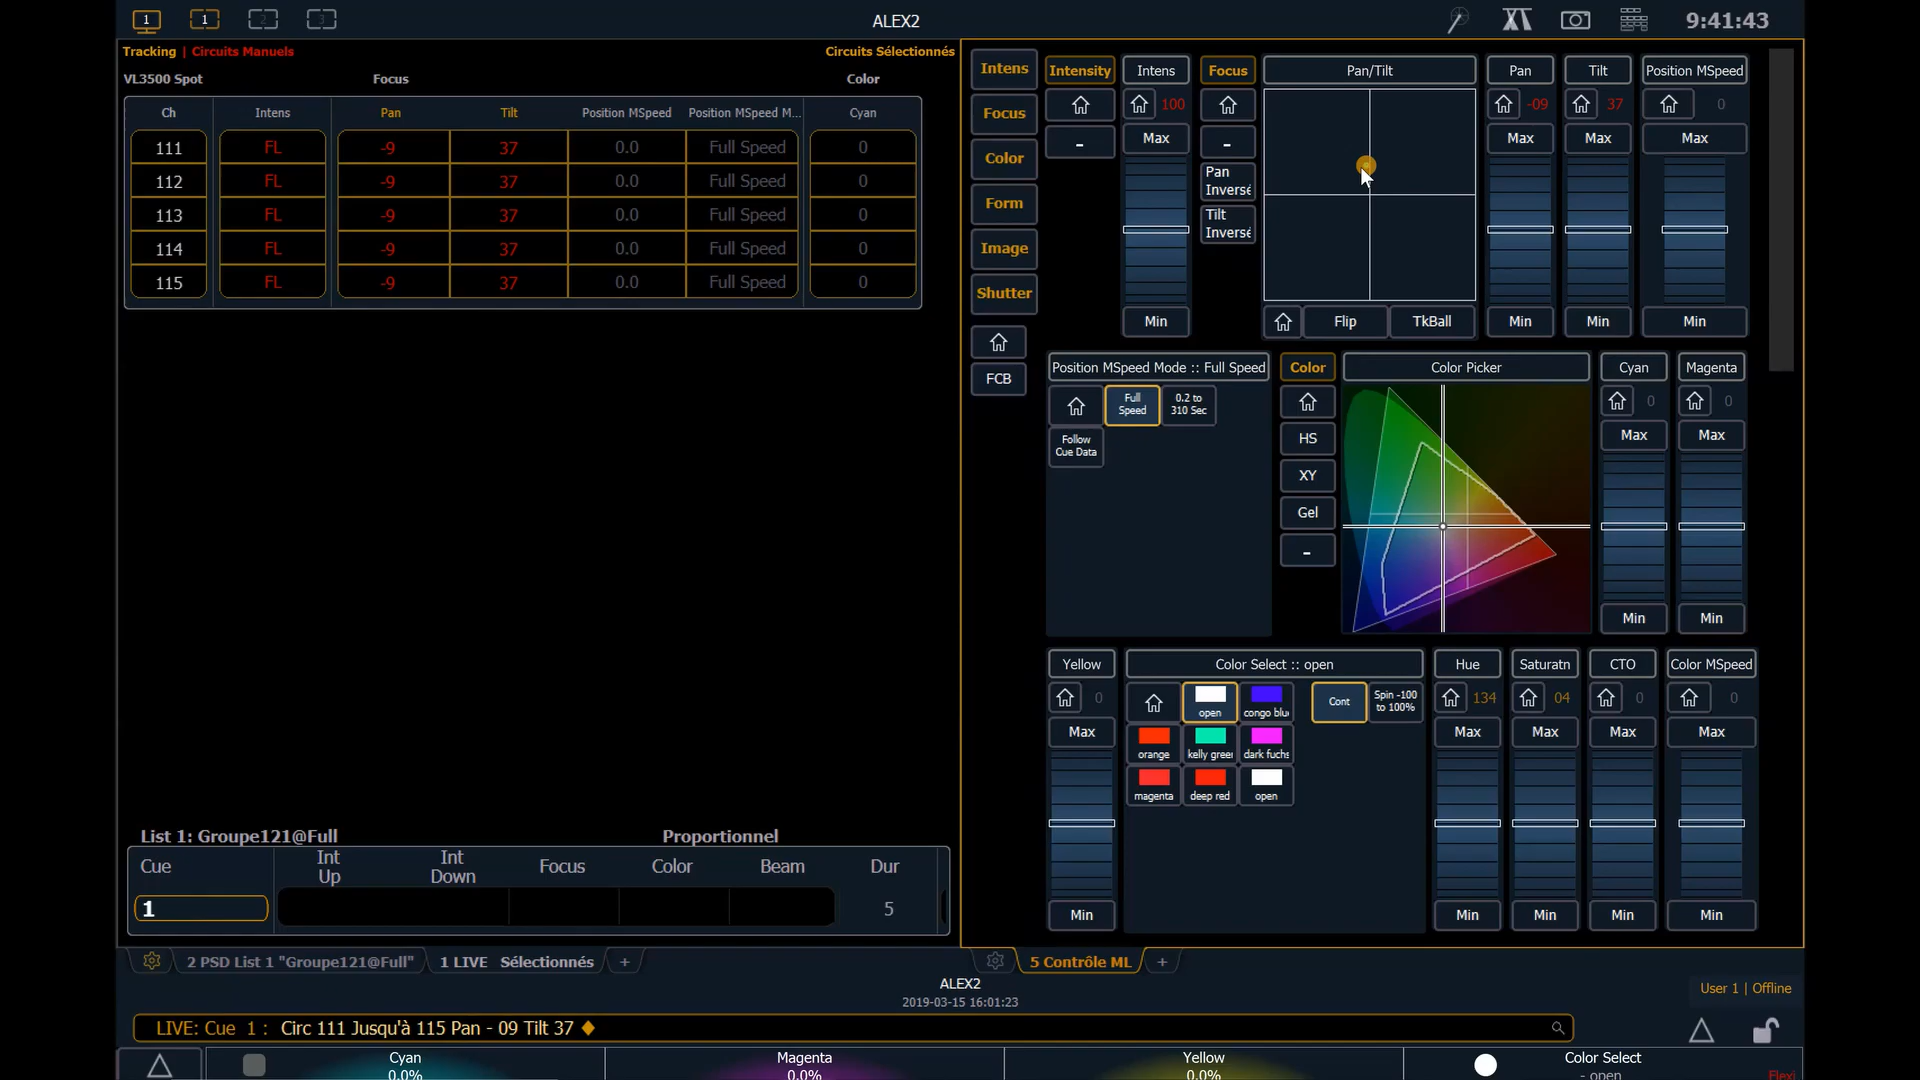 1
1
2
3
ALEX2
9:41:43
Tracking | Circuits Manuels
Circuits Sélectionnés
VL3500 Spot
Focus
Color
Ch
Intens
Pan
Tilt
Position MSpeed
Position MSpeed M...
Cyan
111
FL
-9
37
0.0
Full Speed
0
112
FL
-9
37
0.0
Full Speed
0
113
FL
-9
37
0.0
Full Speed
0
114
FL
-9
37
0.0
Full Speed
0
115
FL
-9
37
0.0
Full Speed
0
List 1: Groupe121@Full
Proportionnel
Cue
Int
Up
Int
Down
Focus
Color
Beam
Dur
1
5
Intens
Focus
Color
Form
Image
Shutter
FCB
Intensity
-
Intens
100
Max
Min
Focus
-
Pan
Inversé
Tilt
Inversé
Pan/Tilt
Flip
TkBall
Pan
-09
Max
Min
Tilt
37
Max
Min
Position MSpeed
0
Max
Min
Position MSpeed Mode :: Full Speed
Full
Speed
0.2 to
310 Sec
Follow
Cue Data
Color
HS
XY
Gel
-
Color Picker
Cyan
0
Max
Min
Magenta
0
Max
Min
Yellow
0
Max
Min
Color Select :: open
open
congo blu
orange
kelly green
dark fuchs
magenta
deep red
open
Cont
Spin -100
to 100%
Hue
134
Max
Min
Saturatn
04
Max
Min
CTO
0
Max
Min
Color MSpeed
0
Max
Min
2 PSD List 1 "Groupe121@Full"
1 LIVE Sélectionnés
+
5 Contrôle ML
+
ALEX2
2019-03-15 16:01:23
User 1 | Offline
LIVE: Cue 1 : Circ 111 Jusqu'à 115 Pan - 09 Tilt 37
Cyan
0.0%
Magenta
0.0%
Yellow
0.0%
Color Select
- open
Flexi